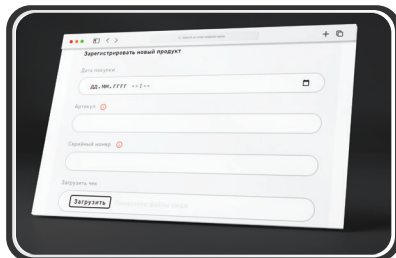 Зарегистрировать новый продукт
Дата покупки
ДД.ММ.ГГГГ --:--
Артикул
Серийный номер
Загрузить чек
Загрузить